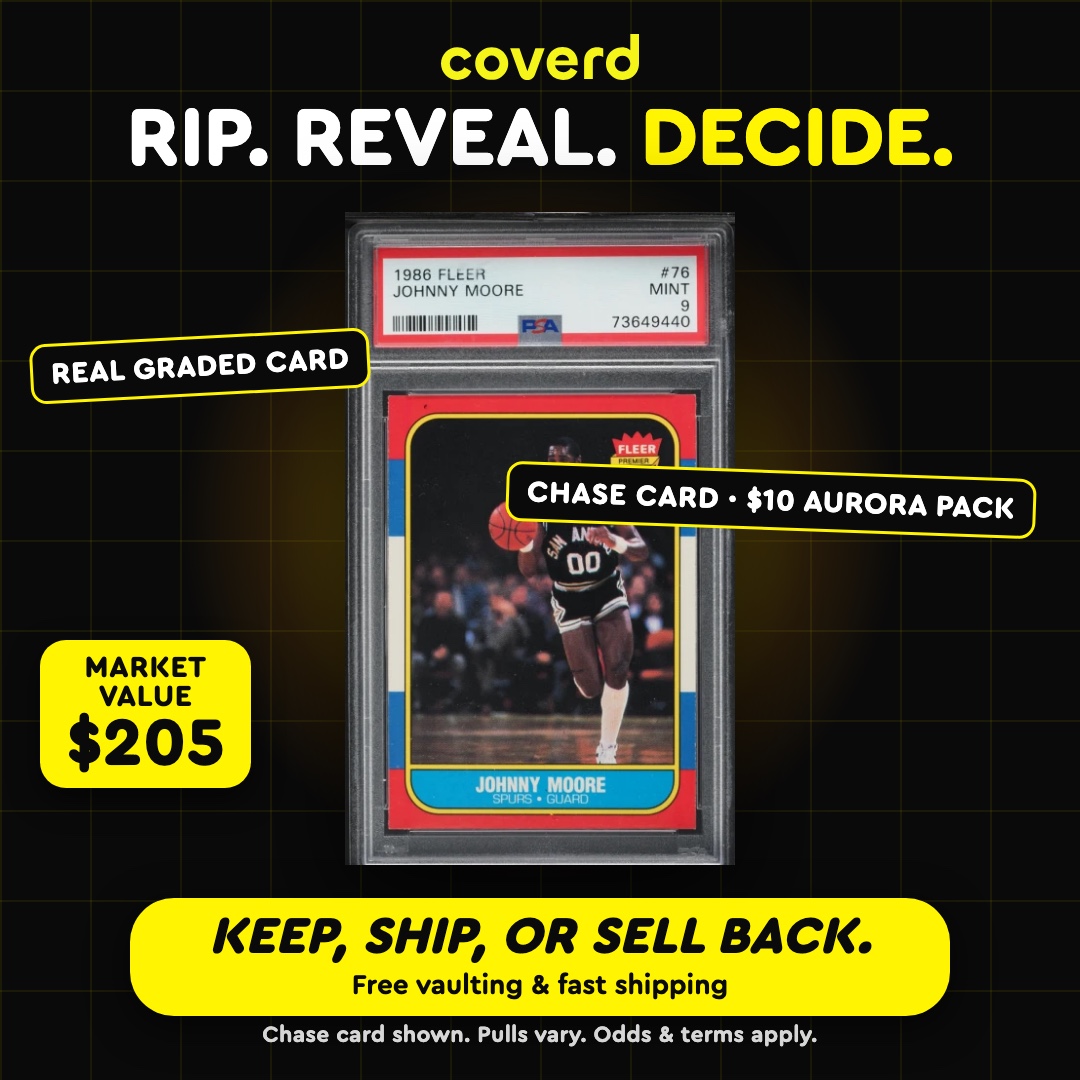 coverd
RIP. REVEAL. DECIDE.
1986 FLEER #76
JOHNNY MOORE MINT
9
PSA 73649440
REAL GRADED CARD
FLEER
PREMIER
CHASE CARD · $10 AURORA PACK
SAN AN
00
MARKET
VALUE
$205
JOHNNY MOORE
SPURS • GUARD
KEEP, SHIP, OR SELL BACK.
Free vaulting & fast shipping
Chase card shown. Pulls vary. Odds & terms apply.